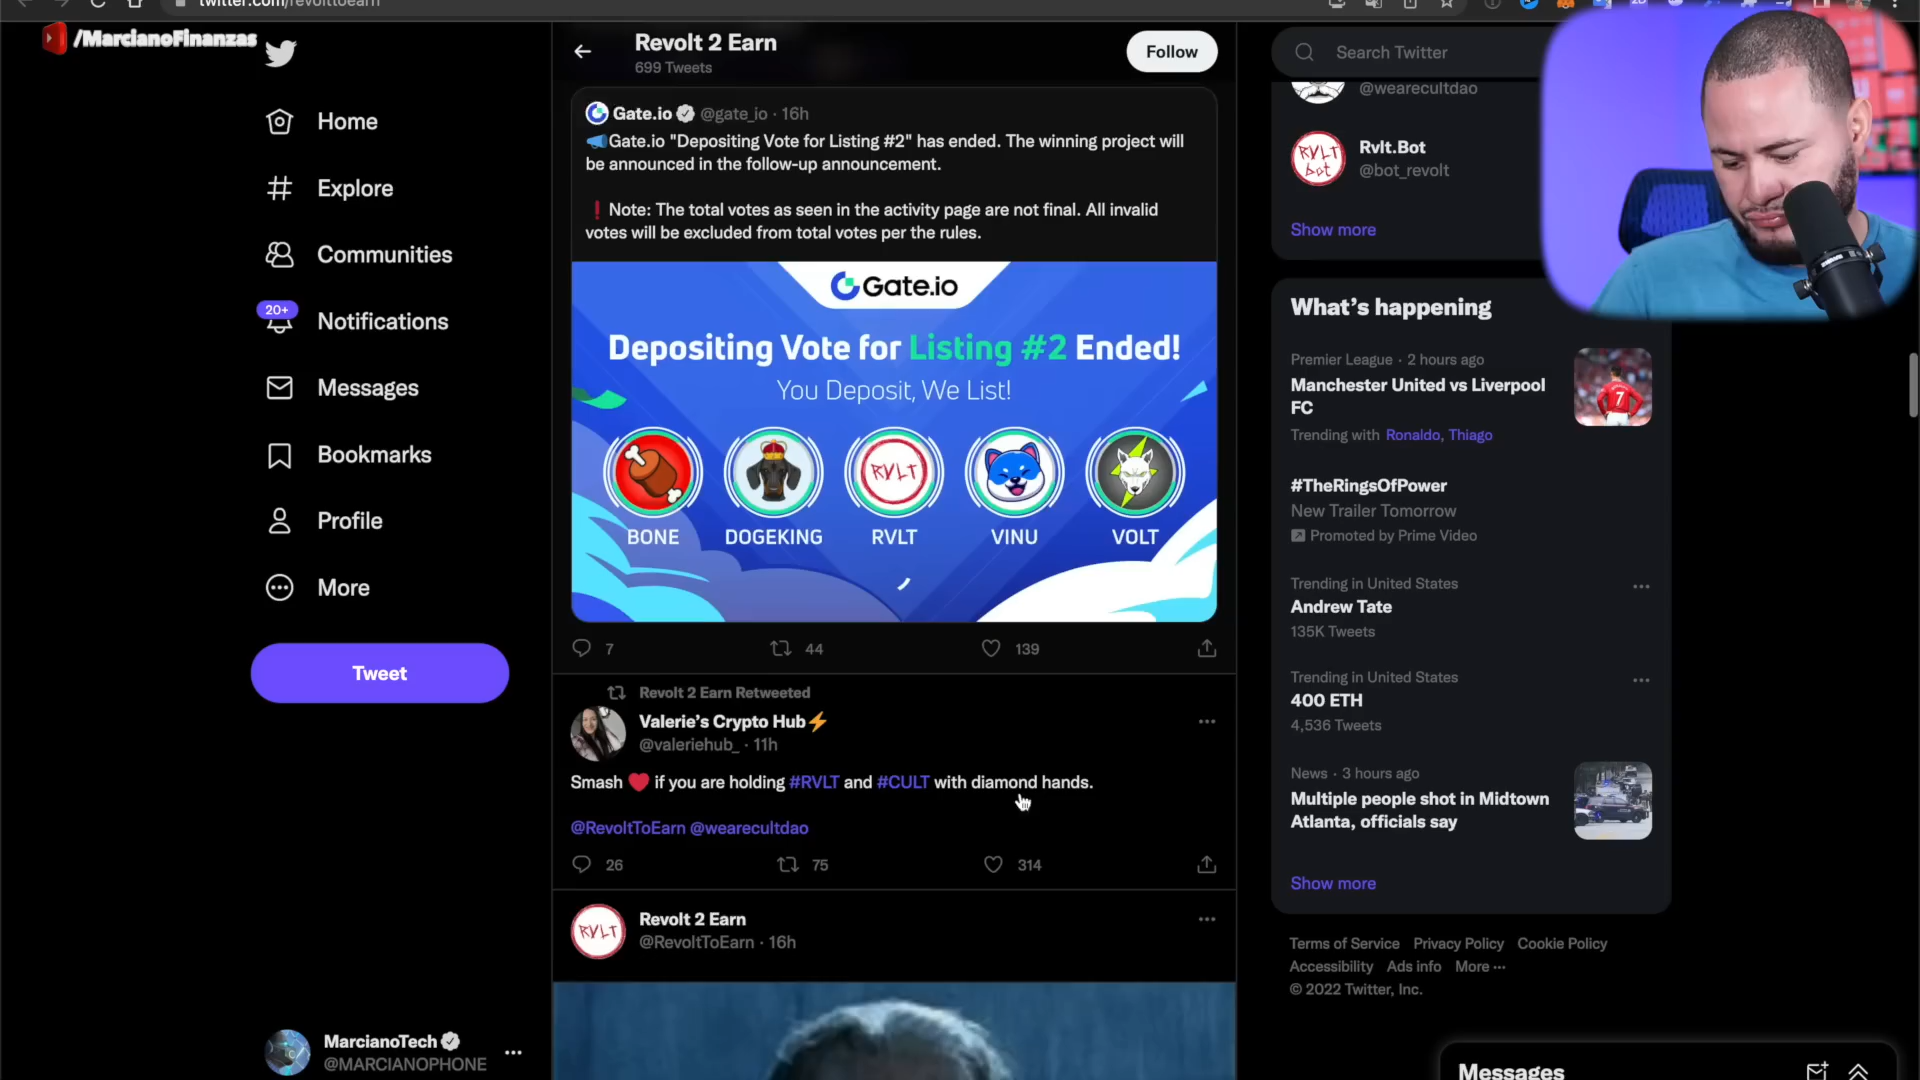 twitter.com/revolttoearn
/MarcianoFinanzas
Home
Explore
Communities
20+
Notifications
Messages
Bookmarks
Profile
More
Tweet
MarcianoTech
@MARCIANOPHONE
Revolt 2 Earn
699 Tweets
Follow
Gate.io @gate_io · 16h
Gate.io "Depositing Vote for Listing #2" has ended. The winning project will
be announced in the follow-up announcement.
❗Note: The total votes as seen in the activity page are not final. All invalid
votes will be excluded from total votes per the rules.
Gate.io
Depositing Vote for Listing #2 Ended!
You Deposit, We List!
RVLT
BONE DOGEKING RVLT VINU VOLT
7 44 139
Revolt 2 Earn Retweeted
Valerie's Crypto Hub⚡
@valeriehub_ · 11h
Smash ❤️ if you are holding #RVLT and #CULT with diamond hands.
@RevoltToEarn @wearecultdao
26 75 314
RVLT
Revolt 2 Earn
@RevoltToEarn · 16h
Search Twitter
@wearecultdao
RVLT
bot
Rvlt.Bot
@bot_revolt
Show more
What's happening
Premier League · 2 hours ago
Manchester United vs Liverpool
FC
Trending with Ronaldo, Thiago
7
#TheRingsOfPower
New Trailer Tomorrow
Promoted by Prime Video
Trending in United States
Andrew Tate
135K Tweets
Trending in United States
400 ETH
4,536 Tweets
News · 3 hours ago
Multiple people shot in Midtown
Atlanta, officials say
Show more
Terms of Service Privacy Policy Cookie Policy
Accessibility Ads info More ···
© 2022 Twitter, Inc.
Messages